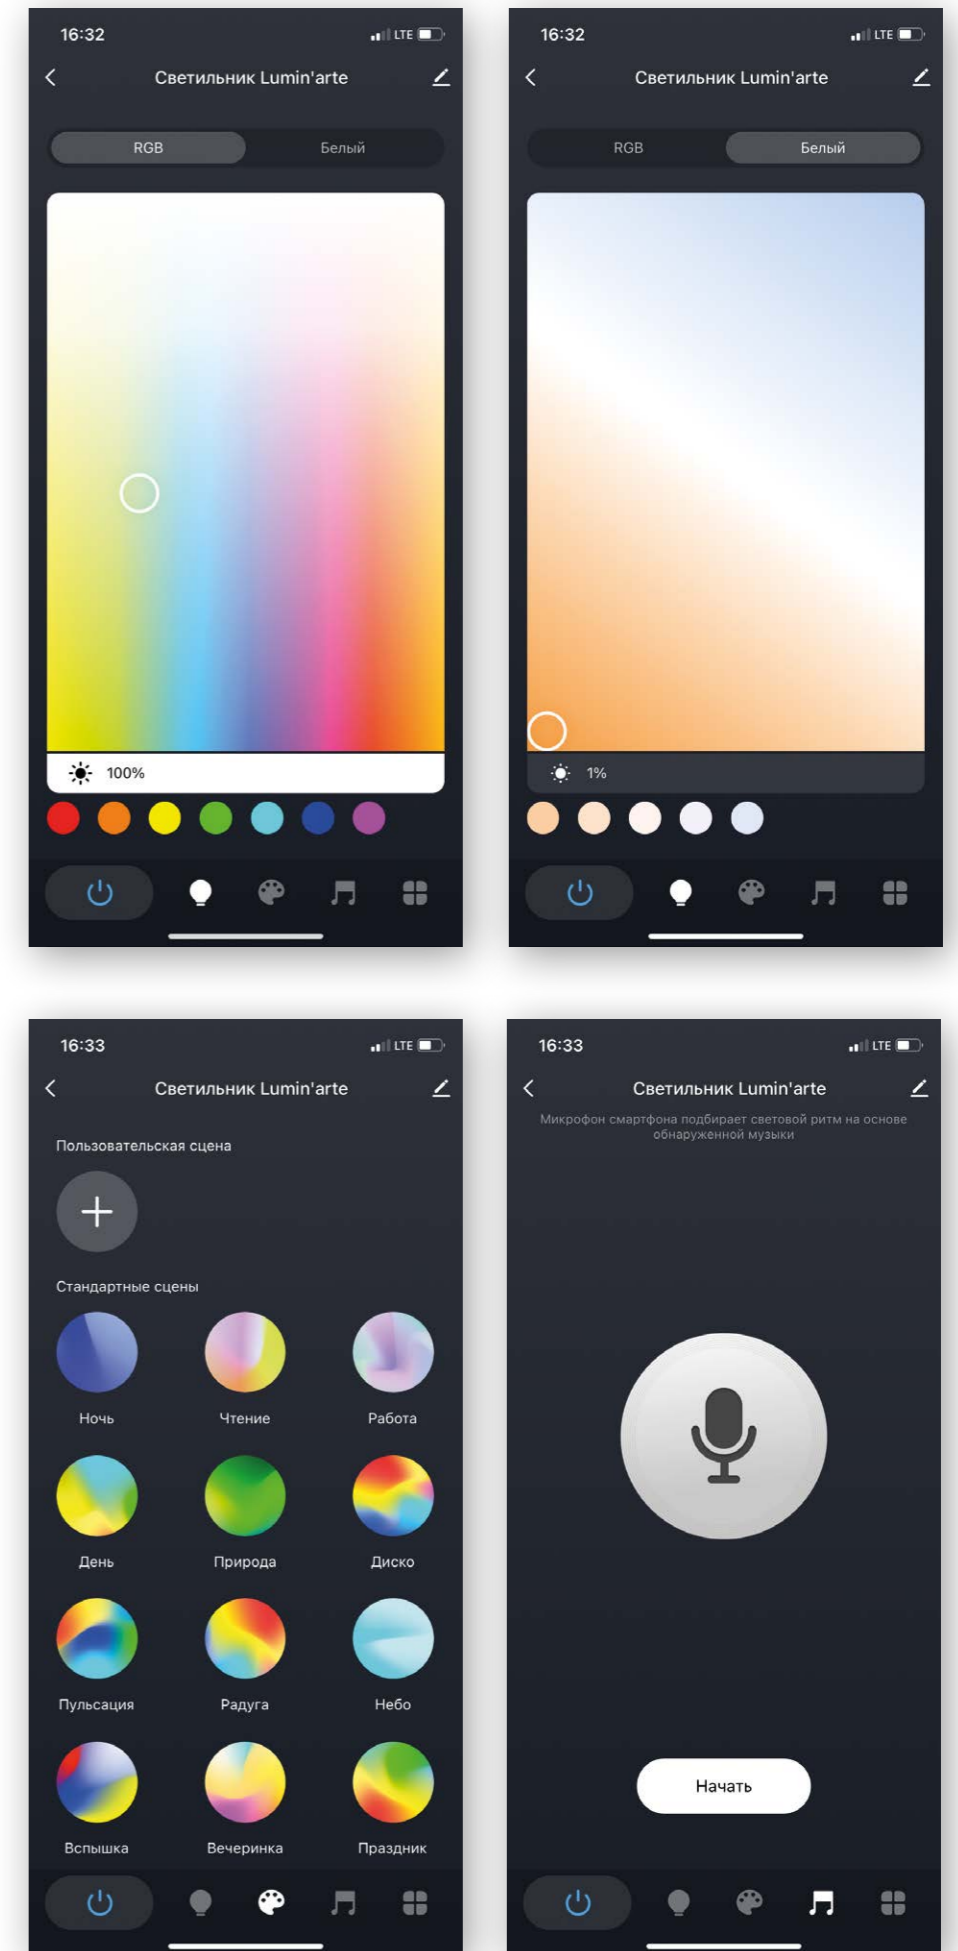 16:32
LTE
Светильник Lumin'arte
RGB
Белый
100%
16:32
LTE
Светильник Lumin'arte
RGB
Белый
1%
16:33
LTE
Светильник Lumin'arte
Пользовательская сцена
Стандартные сцены
Ночь
Чтение
Работа
День
Природа
Диско
Пульсация
Радуга
Небо
Вспышка
Вечеринка
Праздник
16:33
LTE
Светильник Lumin'arte
Микрофон смартфона подбирает световой ритм на основе
обнаруженной музыки
Начать